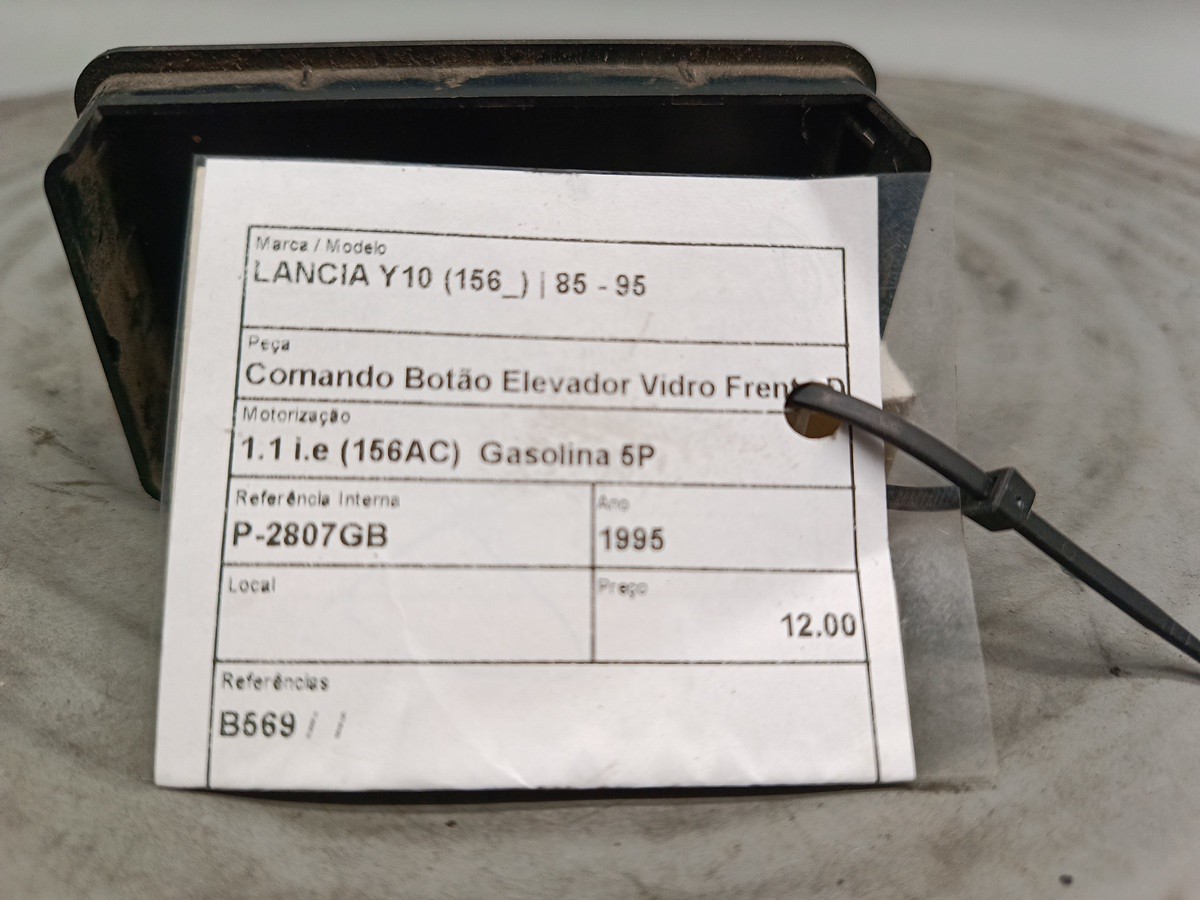 Marca / Modelo
LANCIA Y10 (156_) | 85 - 95
Peça
Comando Botão Elevador Vidro
Motorização
1.1 i.e (156AC) Gasolina 5P
Referência Interna
P-2807GB
Ano
1995
Local
Preço
12.00
Referências
B569 / /